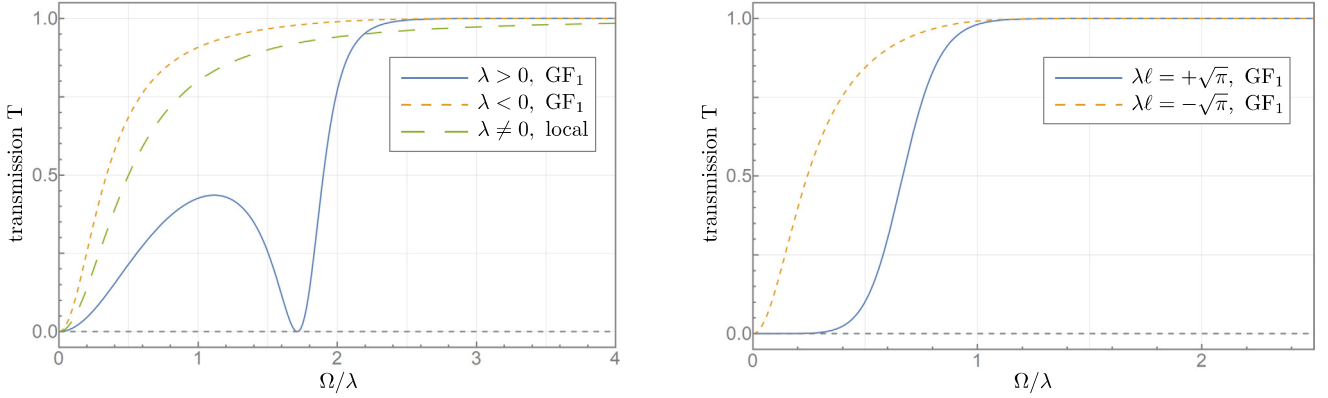 transmission T
1.0
0.5
0.0
0
1
2
3
4
Ω/λ
λ > 0, GF₁
λ < 0, GF₁
λ ≠ 0, local
transmission T
1.0
0.5
0.0
0
1
2
Ω/λ
λℓ = +√π, GF₁
λℓ = −√π, GF₁